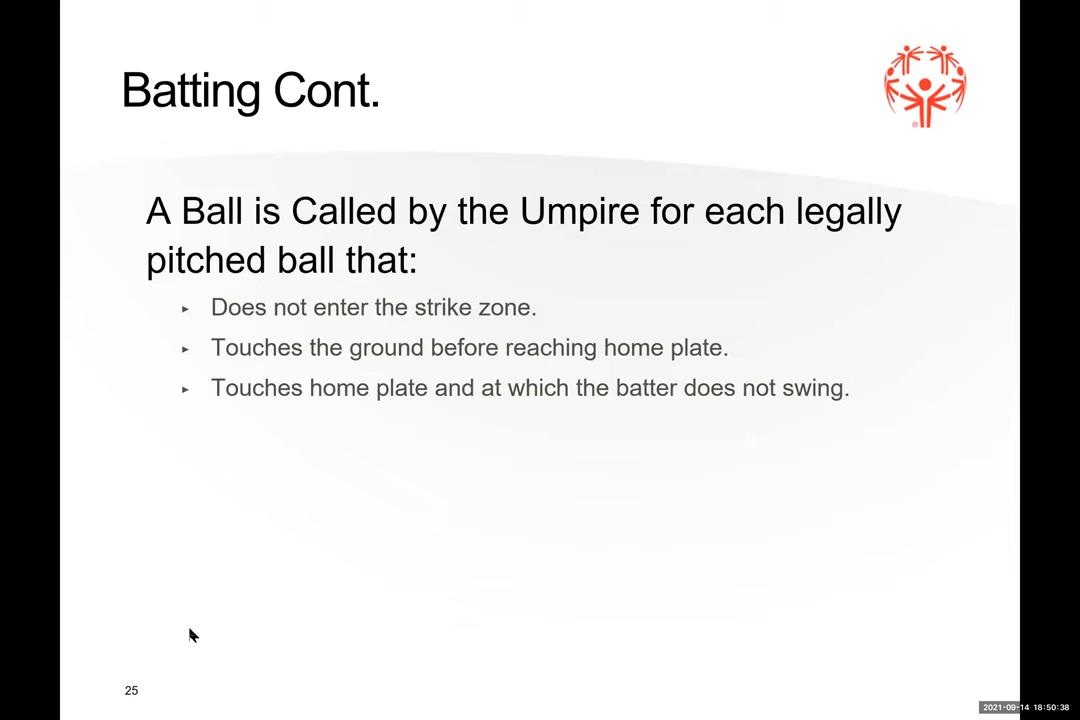 Batting Cont.
A Ball is Called by the Umpire for each legally
pitched ball that:
▸ Does not enter the strike zone.
▸ Touches the ground before reaching home plate.
▸ Touches home plate and at which the batter does not swing.
25
2021-09-14 18:50:38